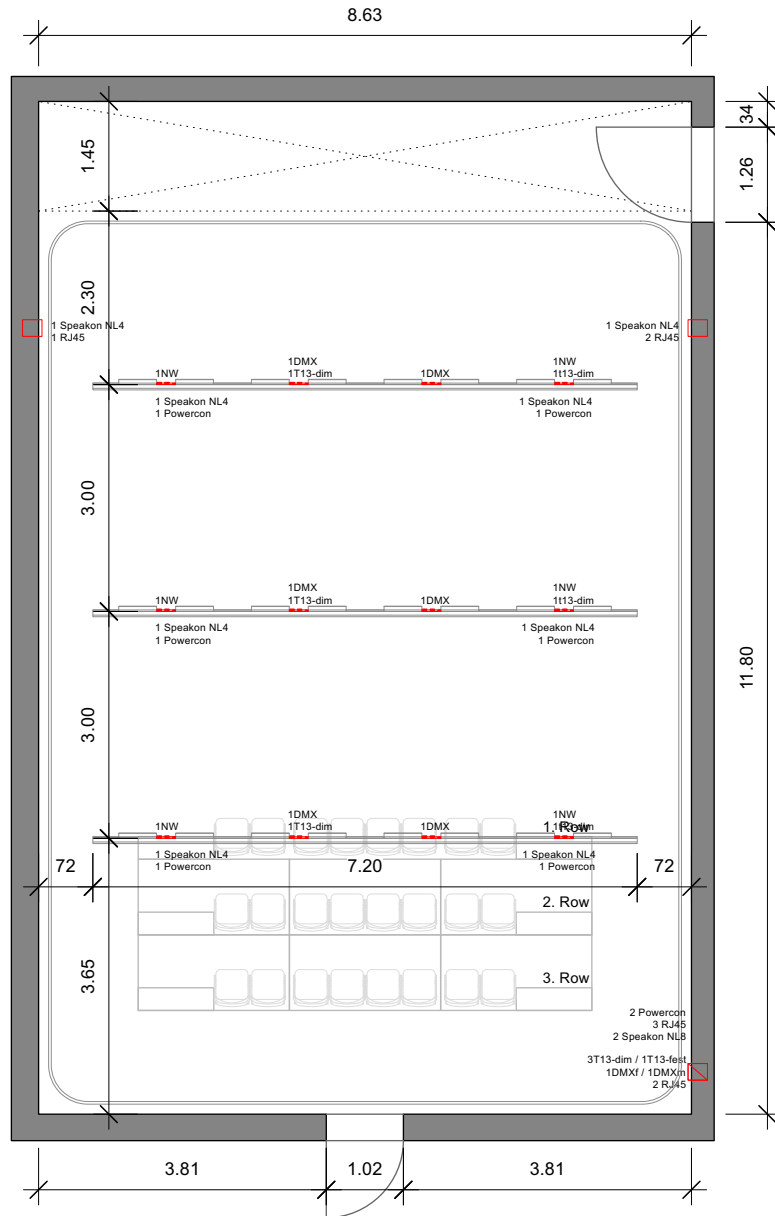 8.63
34
1.45
1.26
2.30
1 Speakon NL4
1 RJ45
1 Speakon NL4
2 RJ45
1NW
1DMX
1T13-dim
1DMX
1NW
1t13-dim
1 Speakon NL4
1 Powercon
1 Speakon NL4
1 Powercon
3.00
1NW
1DMX
1T13-dim
1DMX
1NW
1t13-dim
1 Speakon NL4
1 Powercon
1 Speakon NL4
1 Powercon
11.80
3.00
1NW
1DMX
1T13-dim
1DMX
1NW
1. Row
1 Speakon NL4
1 Powercon
1 Speakon NL4
1 Powercon
72
7.20
72
2. Row
3.65
3. Row
2 Powercon
3 RJ45
2 Speakon NL8
3T13-dim / 1T13-fest
1DMXf / 1DMXm
2 RJ45
3.81
1.02
3.81